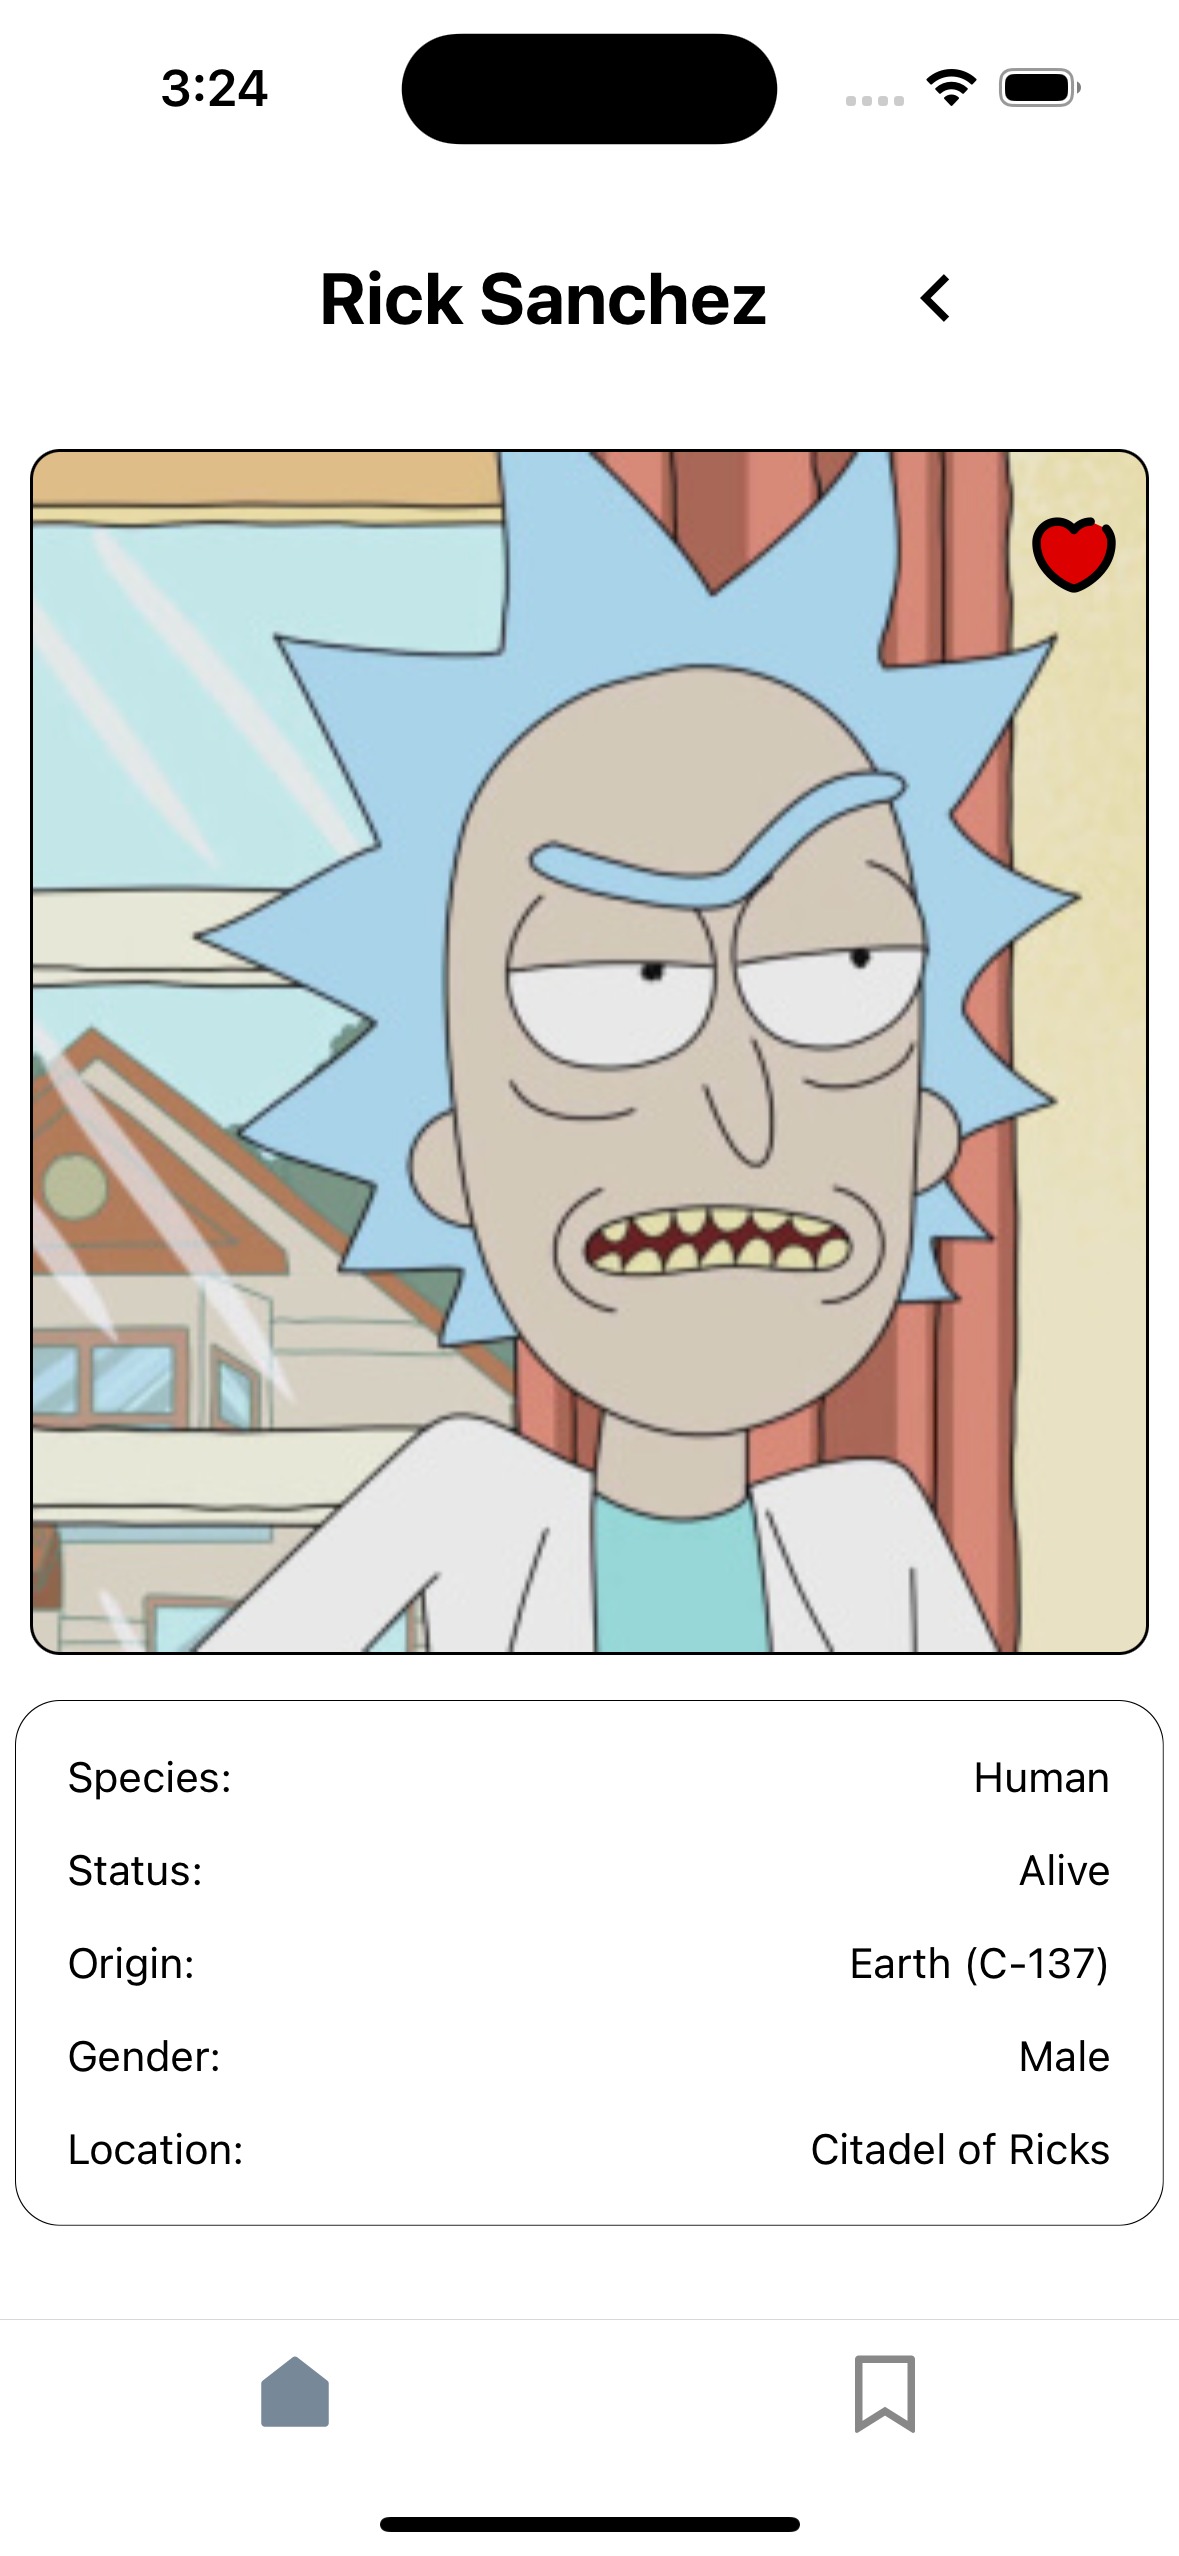 3:24
Rick Sanchez
Species: Human
Status: Alive
Origin: Earth (C-137)
Gender: Male
Location: Citadel of Ricks